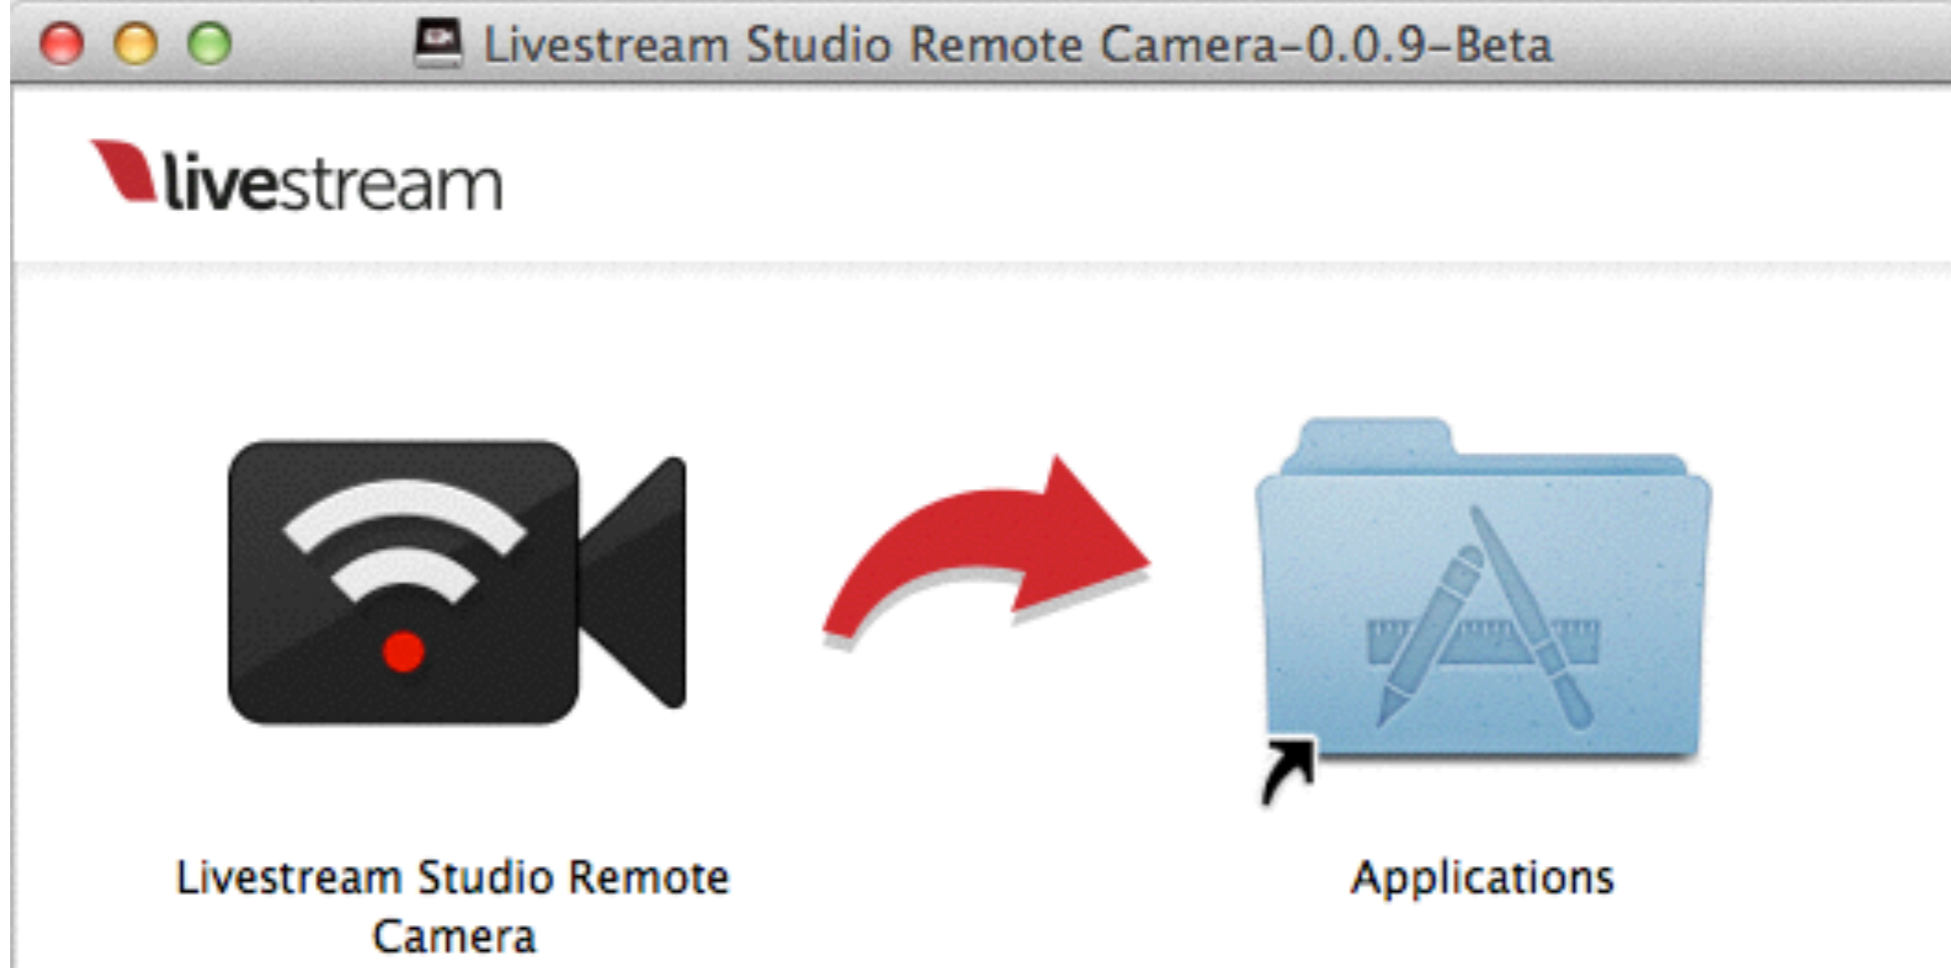 Livestream Studio Remote Camera-0.0.9-Beta
livestream
Livestream Studio Remote
Camera
Applications